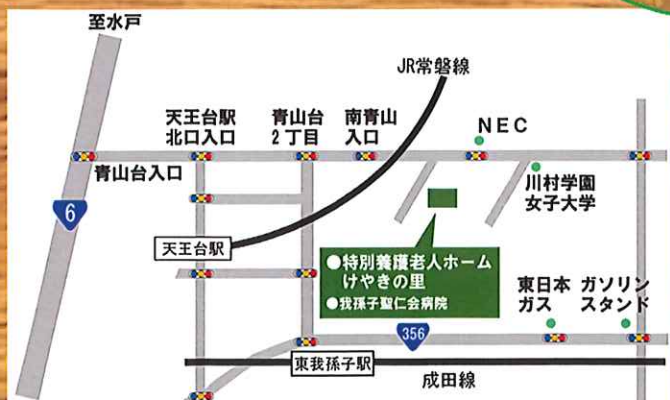 至水戸
JR常磐線
天王台駅
北口入口
青山台
2丁目
南青山
入口
NEC
青山台入口
川村学園
女子大学
6
天王台駅
●特別養護老人ホーム
けやきの里
●我孫子聖仁会病院
東日本
ガス
ガソリン
スタンド
356
東我孫子駅
成田線